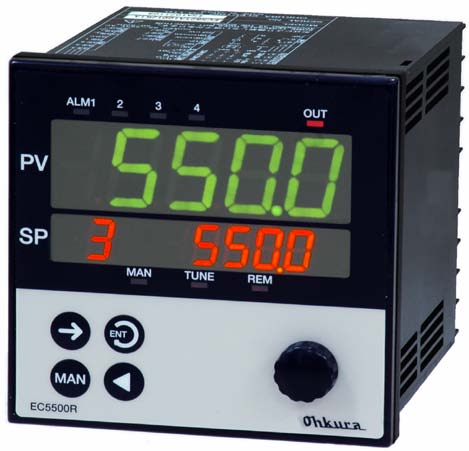 ALM1 2 3 4 OUT
PV 550.0
SP 3 550.0
MAN TUNE REM
ENT
MAN
EC5500R
Ohkura